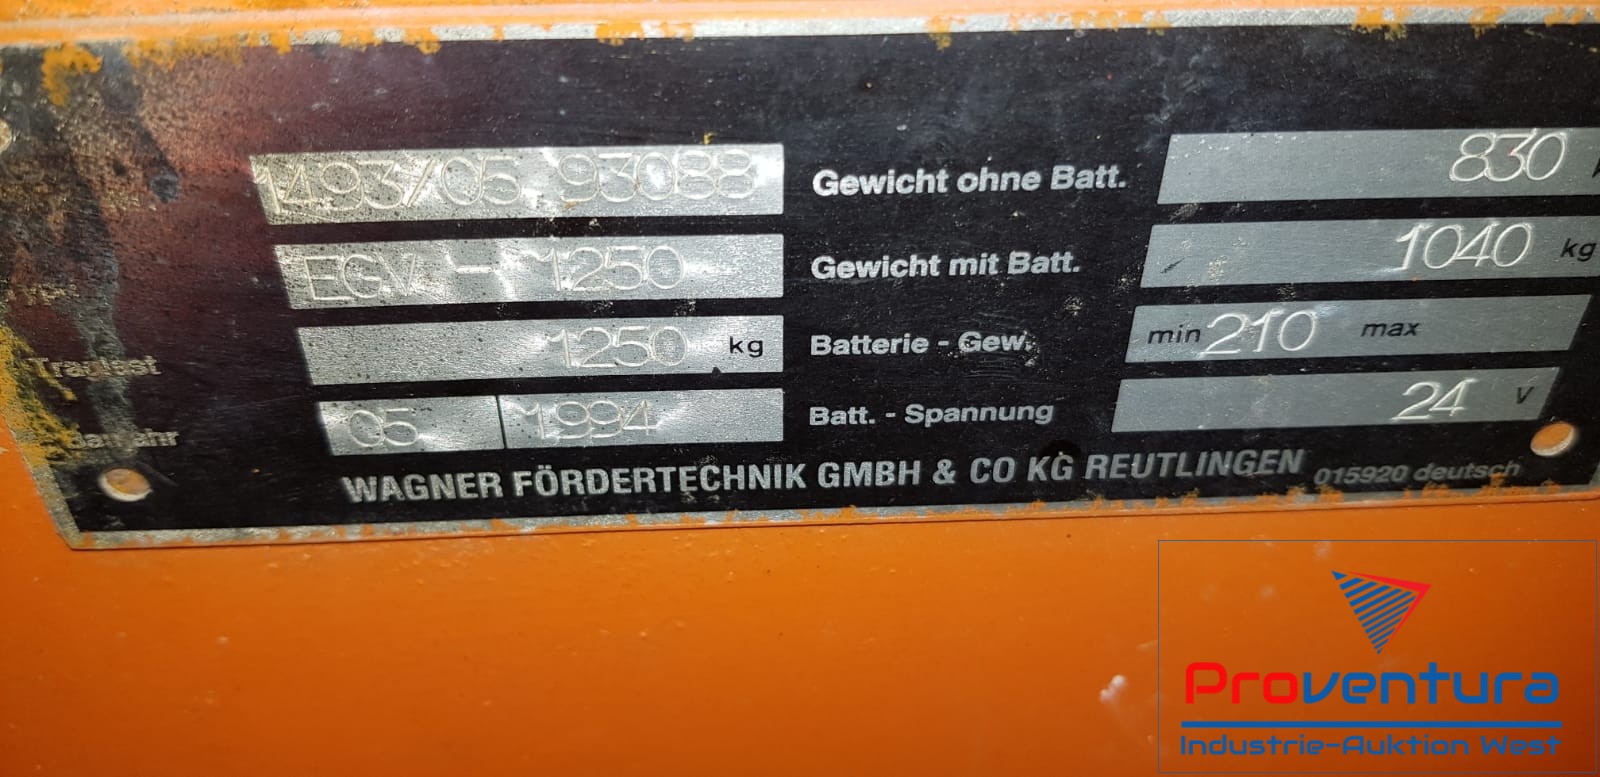 1493/05 93088 Gewicht ohne Batt. 830
EGV - 1250 Gewicht mit Batt. 1040 kg
Traglast 1250 kg Batterie - Gew. min 210 max
Baujahr 05 1994 Batt. - Spannung 24 V
WAGNER FÖRDERTECHNIK GMBH & CO KG REUTLINGEN 015920 deutsch
Proventura
Industrie-Auktion West